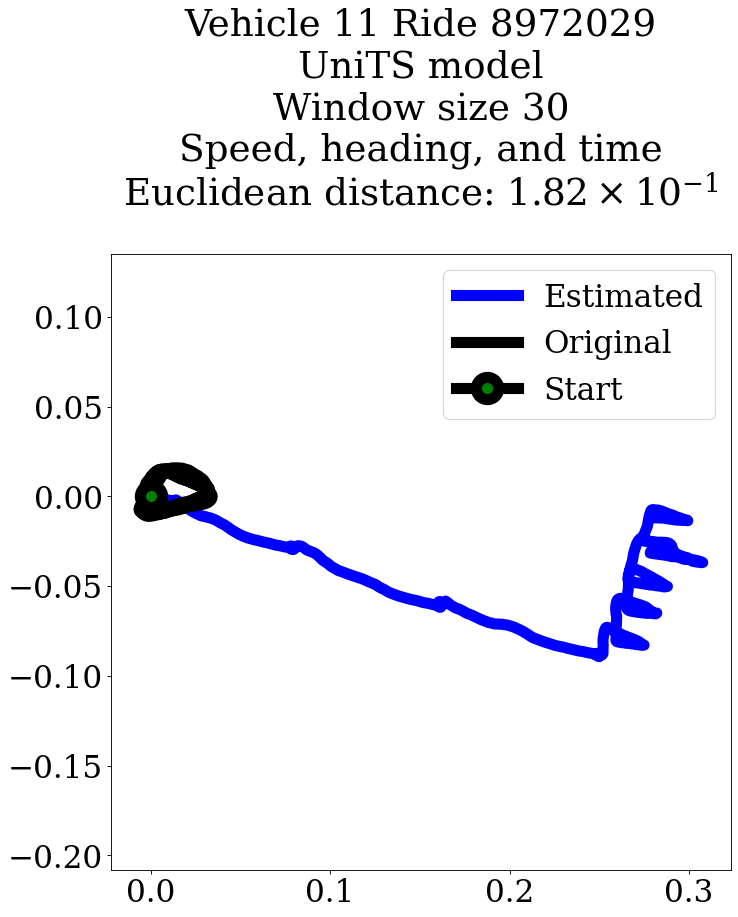 Vehicle 11 Ride 8972029
UniTS model
Window size 30
Speed, heading, and time
Euclidean distance: 1.82 × 10⁻¹
Estimated
Original
Start
0.10
0.05
0.00
−0.05
−0.10
−0.15
−0.20
0.0 0.1 0.2 0.3